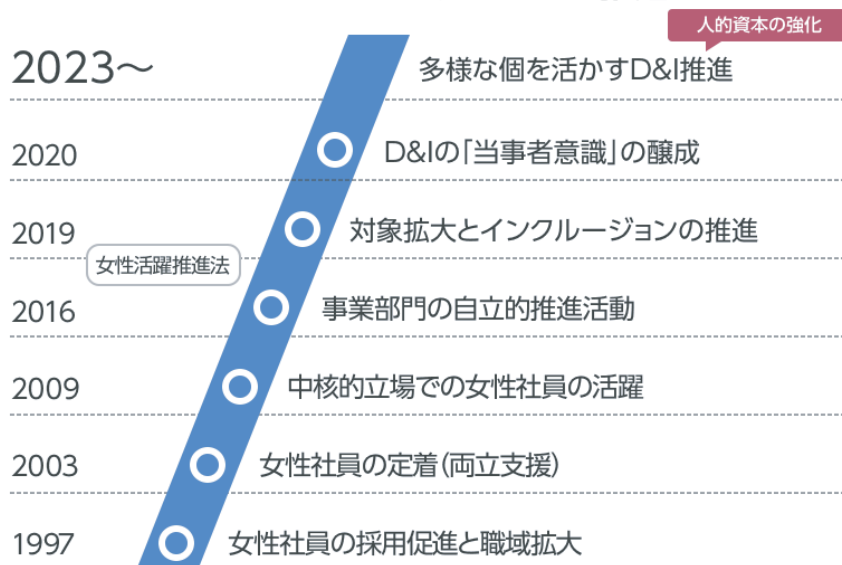 人的資本の強化
2023～
多様な個を活かすD&I推進
2020
D&Iの「当事者意識」の醸成
2019
対象拡大とインクルージョンの推進
女性活躍推進法
2016
事業部門の自立的推進活動
2009
中核的立場での女性社員の活躍
2003
女性社員の定着(両立支援)
1997
女性社員の採用促進と職域拡大